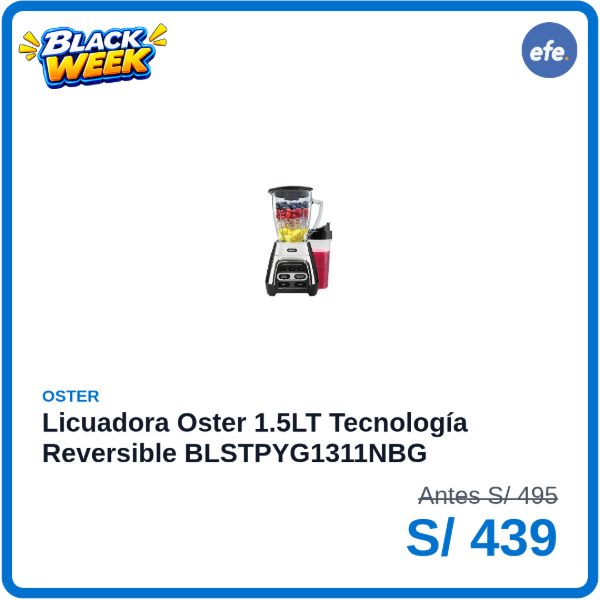 BLACK
WEEK
efe.
OSTER
Licuadora Oster 1.5LT Tecnología
Reversible BLSTPYG1311NBG
Antes S/ 495
S/ 439